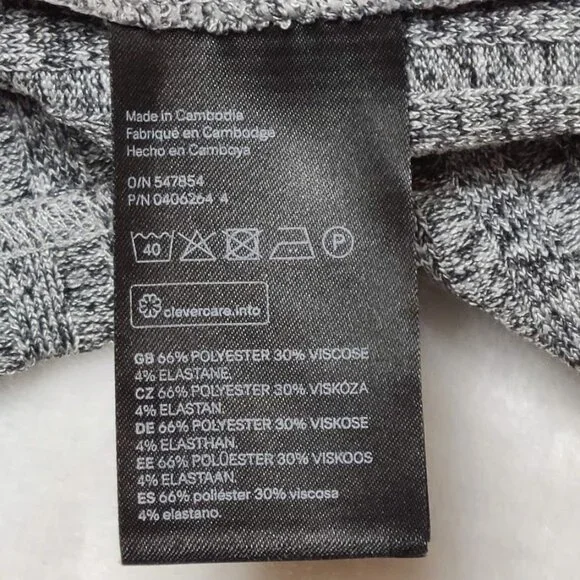 Made in Cambodia
Fabriqué en Cambodge
Hecho en Camboya
O/N 547854
P/N 0406264 4
40 P
clevercare.info
GB 66% POLYESTER 30% VISCOSE
4% ELASTANE.
CZ 66% POLYESTER 30% VISKÓZA
4% ELASTAN.
DE 66% POLYESTER 30% VISKOSE
4% ELASTHAN.
EE 66% POLÜESTER 30% VISKOOS
4% ELASTAAN.
ES 66% poliéster 30% viscosa
4% elastano.